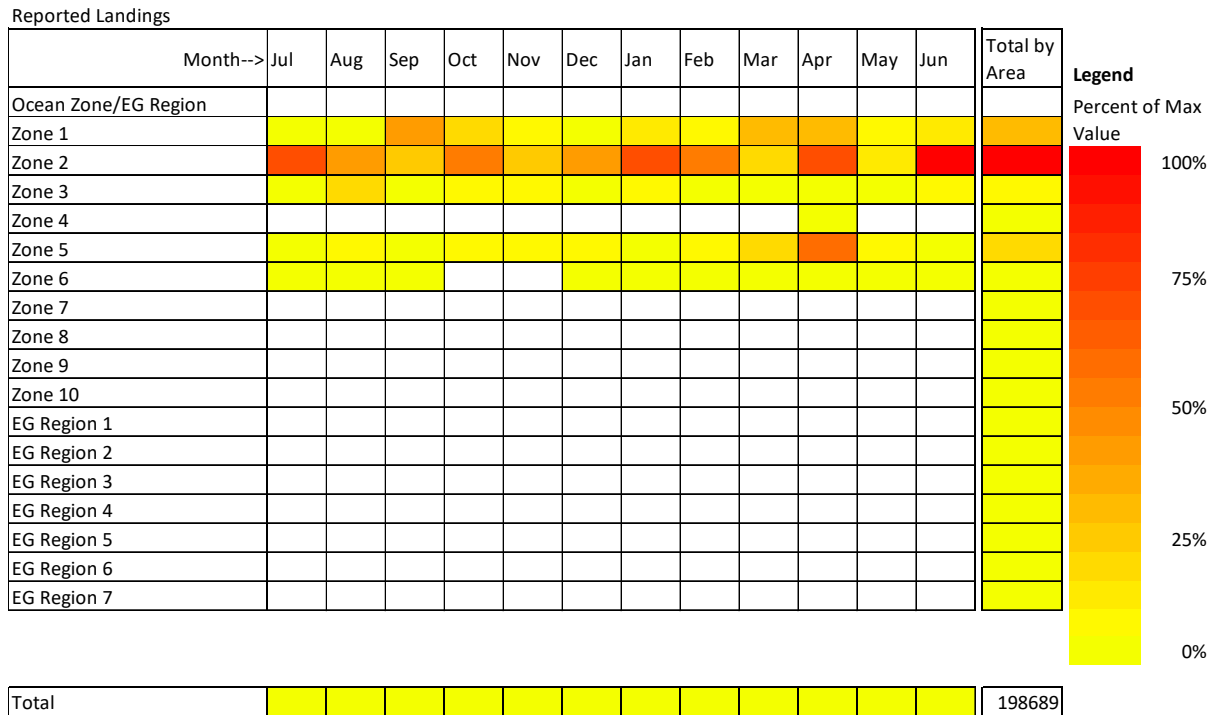 Reported Landings
Month--> Jul Aug Sep Oct Nov Dec Jan Feb Mar Apr May Jun Total by Area
Legend
Percent of Max Value
Ocean Zone/EG Region
Zone 1
Zone 2
100%
Zone 3
Zone 4
Zone 5
Zone 6
75%
Zone 7
Zone 8
Zone 9
Zone 10
50%
EG Region 1
EG Region 2
EG Region 3
EG Region 4
EG Region 5
25%
EG Region 6
EG Region 7
0%
Total 198689